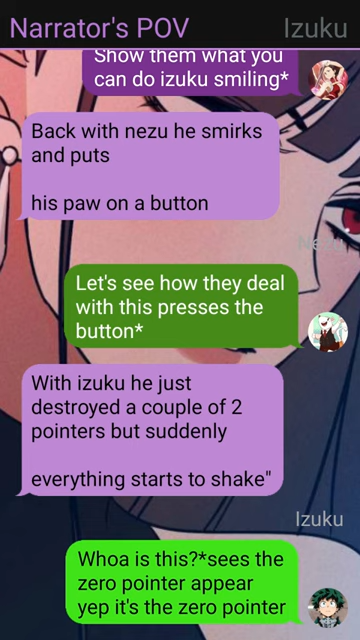 Narrator's POV
Izuku
Show them what you
can do izuku smiling*
Back with nezu he smirks
and puts
his paw on a button
Let's see how they deal
with this presses the
button*
With izuku he just
destroyed a couple of 2
pointers but suddenly
everything starts to shake"
Izuku
Whoa is this?*sees the
zero pointer appear
yep it's the zero pointer